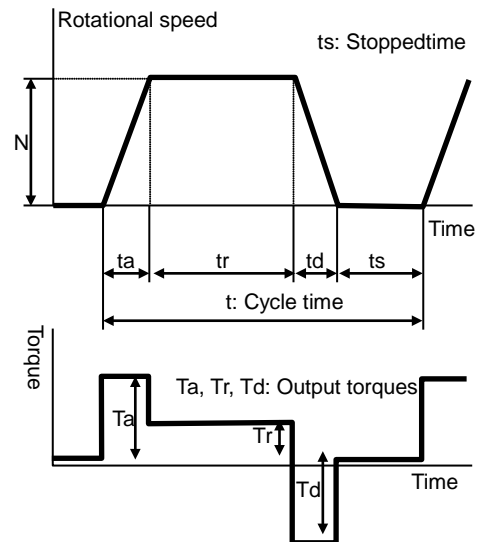 Rotational speed
ts: Stoppedtime
N
Time
ta
tr
td
ts
t: Cycle time
Torque
Ta, Tr, Td: Output torques
Ta
Tr
Td
Time